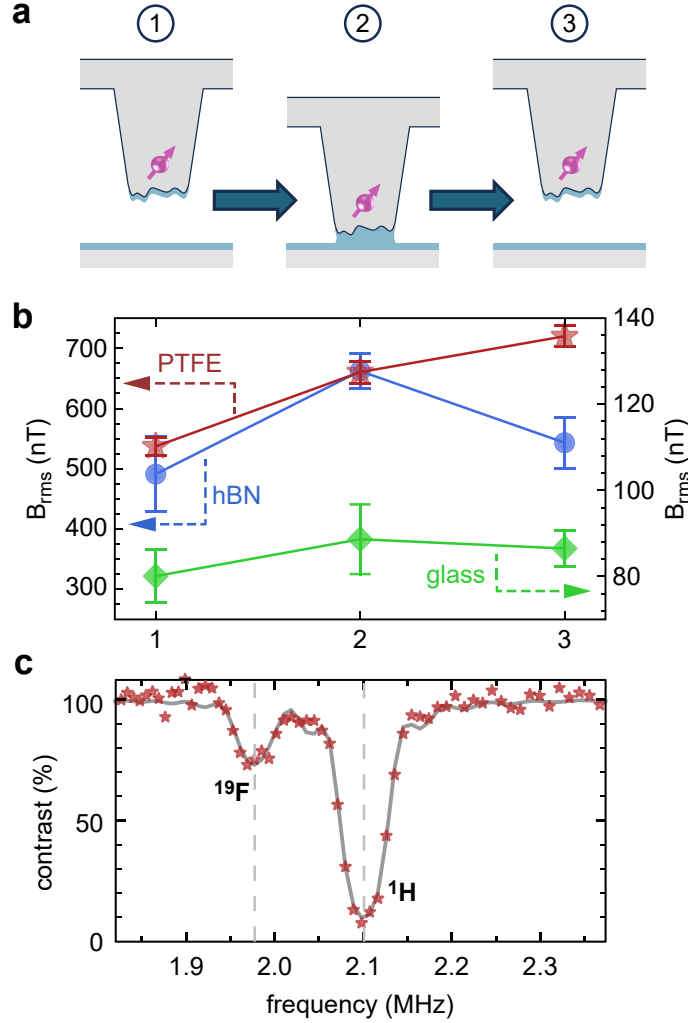 a
1 2 3
b
700
600
500
400
300
B_rms (nT)
PTFE
hBN
glass
140
120
100
80
B_rms (nT)
1 2 3
c
100
50
0
contrast (%)
¹⁹F
¹H
1.9 2.0 2.1 2.2 2.3
frequency (MHz)